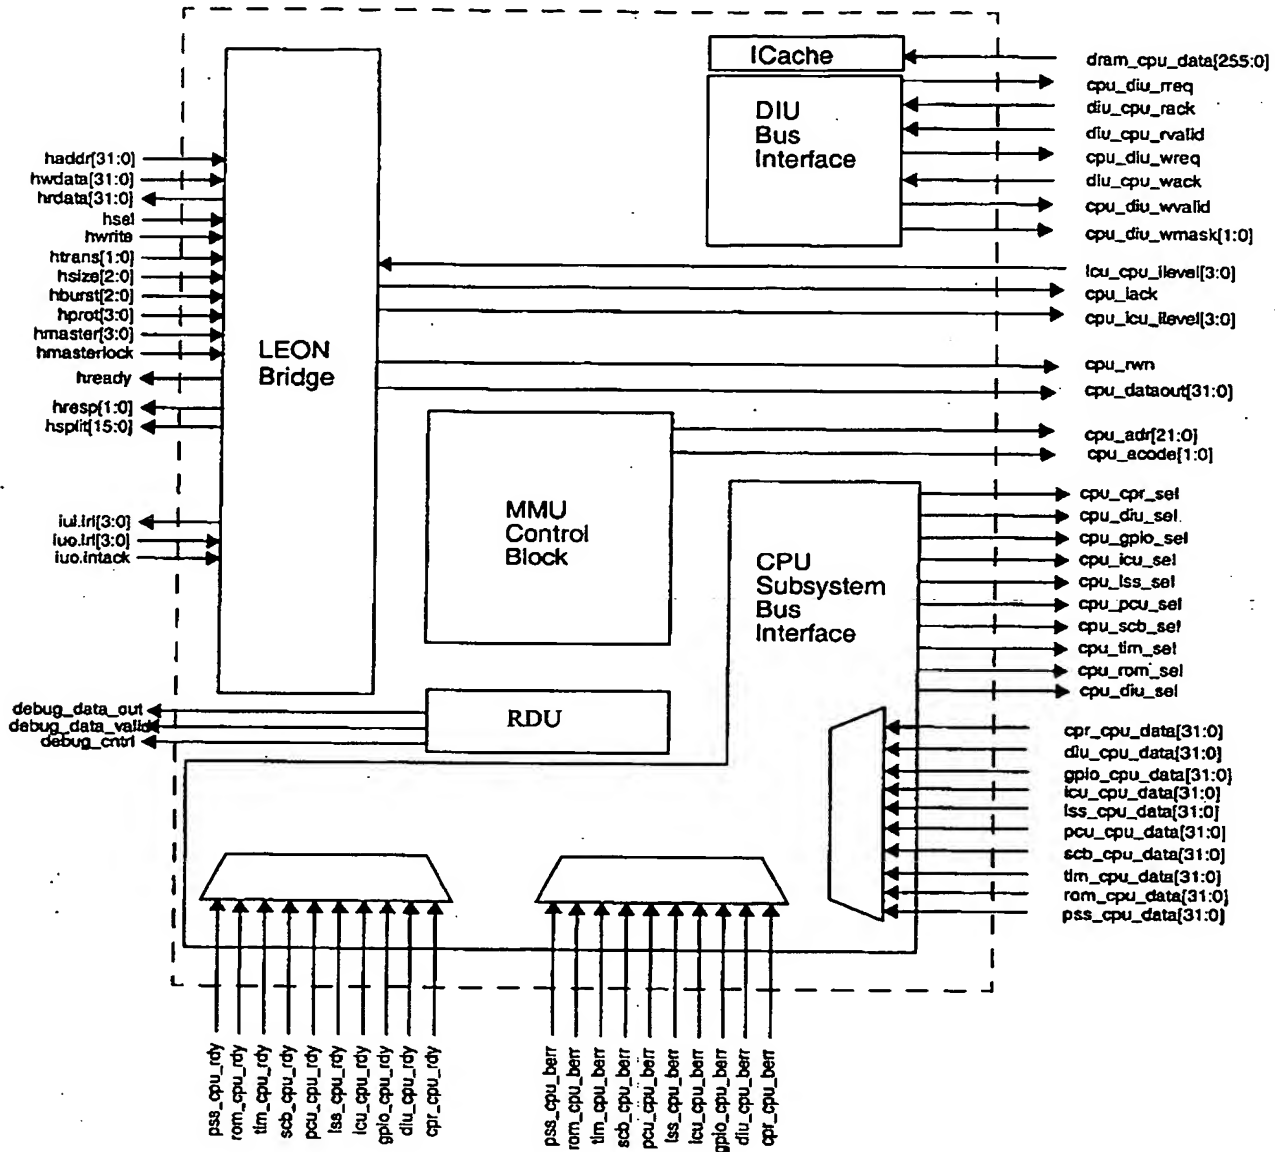 ICache
DIU
Bus
Interface
dram_cpu_data[255:0]
cpu_diu_rreq
diu_cpu_rack
diu_cpu_rvalid
cpu_diu_wreq
diu_cpu_wack
cpu_diu_wvalid
cpu_diu_wmask[1:0]
icu_cpu_ilevel[3:0]
cpu_iack
cpu_icu_ilevel[3:0]
cpu_rwn
cpu_dataout[31:0]
cpu_adr[21:0]
cpu_acode[1:0]
haddr[31:0]
hwdata[31:0]
hrdata[31:0]
hsel
hwrite
htrans[1:0]
hsize[2:0]
hburst[2:0]
hprot[3:0]
hmaster[3:0]
hmasterlock
hready
hresp[1:0]
hsplit[15:0]
iui.irl[3:0]
iuo.irl[3:0]
iuo.intack
LEON
Bridge
MMU
Control
Block
CPU
Subsystem
Bus
Interface
cpu_cpr_sel
cpu_diu_sel
cpu_gpio_sel
cpu_icu_sel
cpu_lss_sel
cpu_pcu_sel
cpu_scb_sel
cpu_tim_sel
cpu_rom_sel
cpu_diu_sel
debug_data_out
debug_data_valid
debug_cntrl
RDU
cpr_cpu_data[31:0]
diu_cpu_data[31:0]
gpio_cpu_data[31:0]
icu_cpu_data[31:0]
lss_cpu_data[31:0]
pcu_cpu_data[31:0]
scb_cpu_data[31:0]
tim_cpu_data[31:0]
rom_cpu_data[31:0]
pss_cpu_data[31:0]
pss_cpu_rdy
rom_cpu_rdy
tim_cpu_rdy
scb_cpu_rdy
pcu_cpu_rdy
lss_cpu_rdy
icu_cpu_rdy
gpio_cpu_rdy
diu_cpu_rdy
cpr_cpu_rdy
pss_cpu_berr
rom_cpu_berr
tim_cpu_berr
scb_cpu_berr
pcu_cpu_berr
lss_cpu_berr
icu_cpu_berr
gpio_cpu_berr
diu_cpu_berr
cpr_cpu_berr